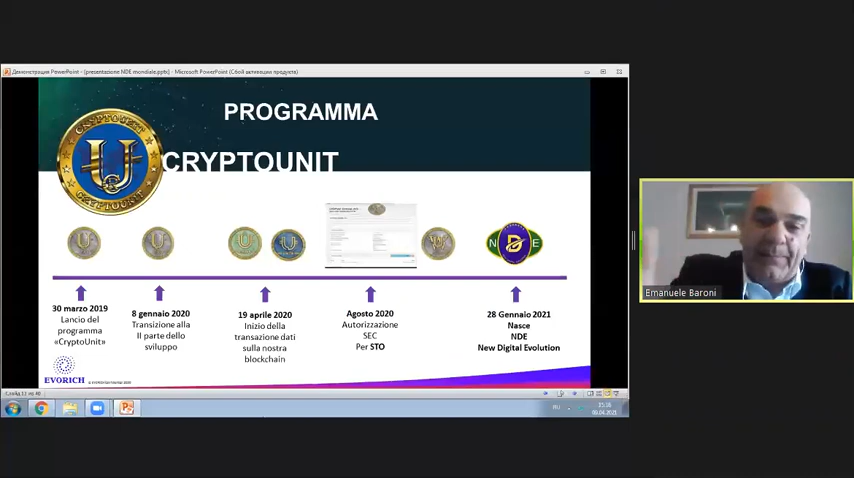 Демонстрация PowerPoint - [presentazione NDE mondiale.pptx] - Microsoft PowerPoint (Сбой активации продукта)
PROGRAMMA
CRYPTOUNIT
CRYPTOUNIT
CRYPTOUNIT
N D E
30 marzo 2019
Lancio del
programma
«CryptoUnit»
8 gennaio 2020
Transizione alla
II parte dello
sviluppo
19 aprile 2020
Inizio della
transazione dati
sulla nostra
blockchain
Agosto 2020
Autorizzazione
SEC
Per STO
28 Gennaio 2021
Nasce
NDE
New Digital Evolution
EVORICH
Emanuele Baroni
RU